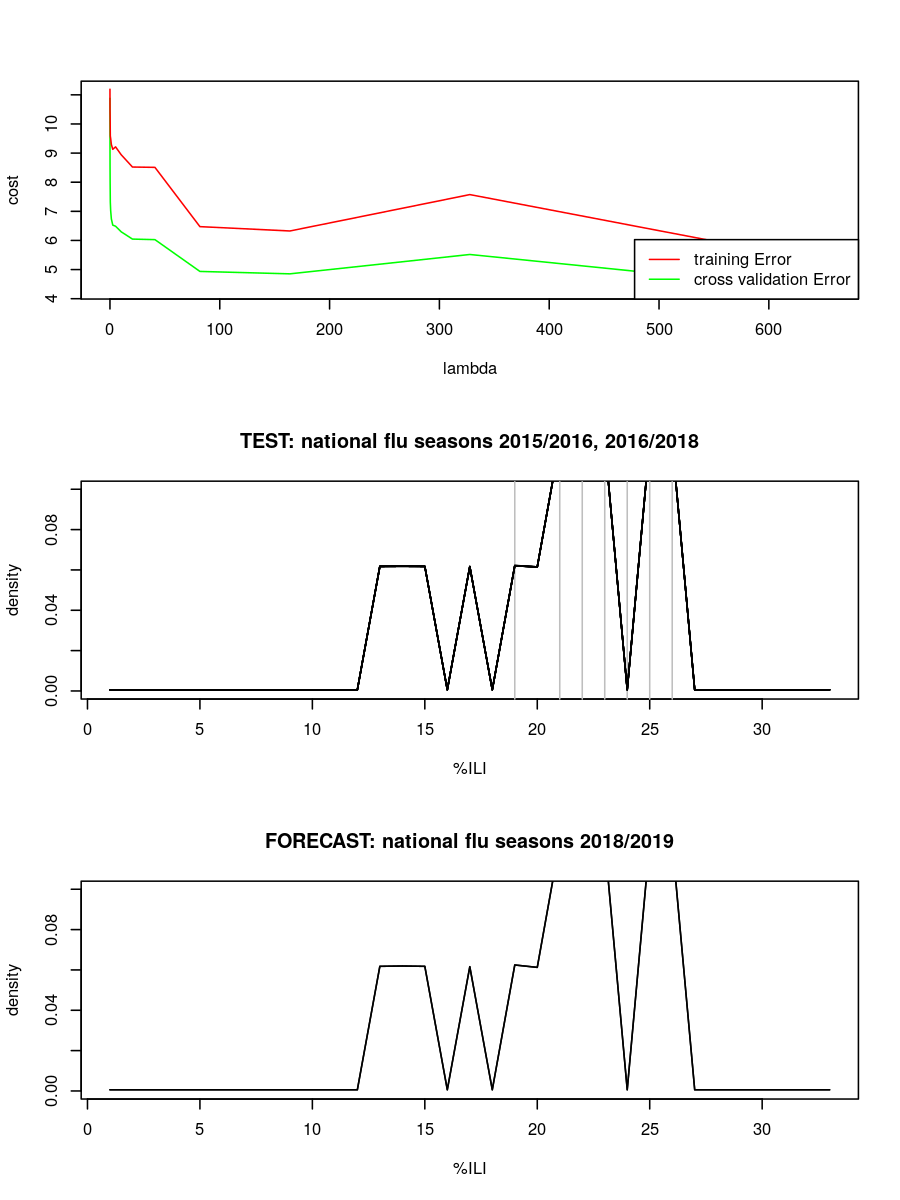 cost
4 5 6 7 8 9 10
0 100 200 300 400 500 600
lambda
training Error
cross validation Error
TEST: national flu seasons 2015/2016, 2016/2018
density
0.00 0.04 0.08
0 5 10 15 20 25 30
%ILI
FORECAST: national flu seasons 2018/2019
density
0.00 0.04 0.08
0 5 10 15 20 25 30
%ILI